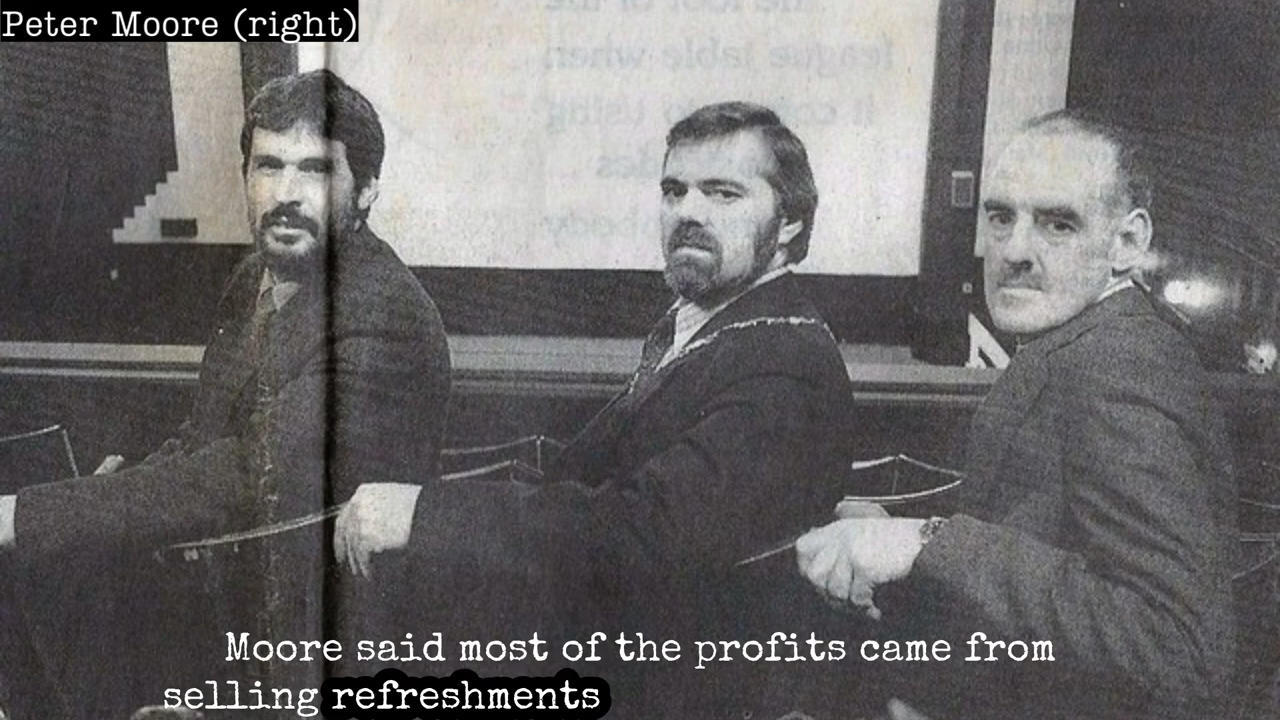 Peter Moore (right)
Moore said most of the profits came from
selling refreshments